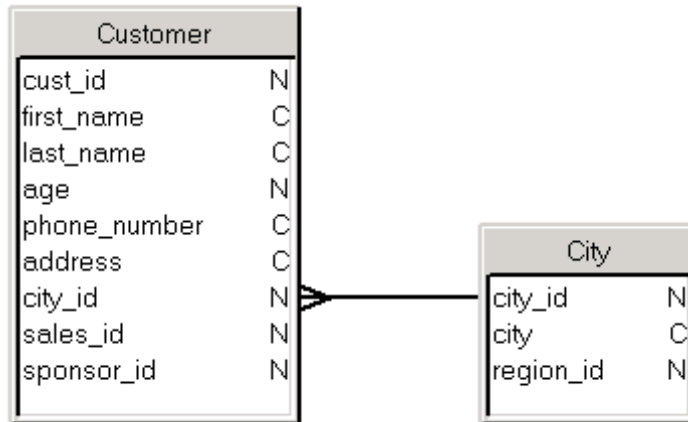 Customer
cust_id N
first_name C
last_name C
age N
phone_number C
address C
city_id N
sales_id N
sponsor_id N
City
city_id N
city C
region_id N